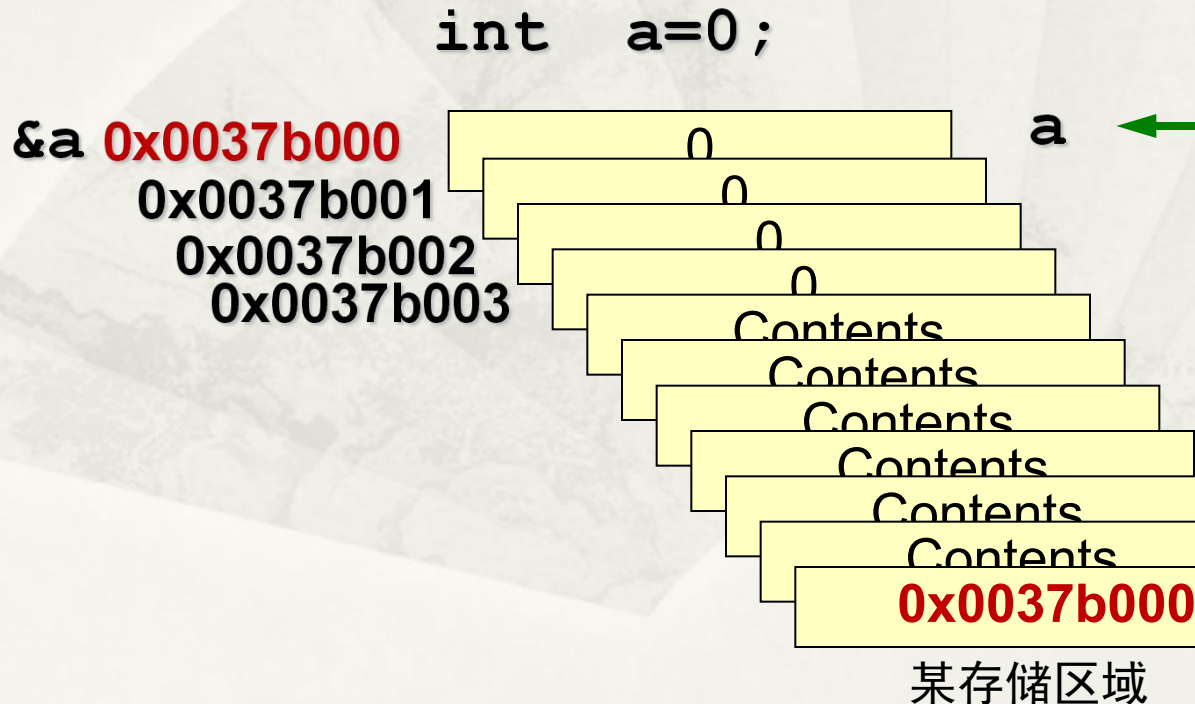 int a=0;
&a 0x0037b000 0 a
0x0037b001 0
0x0037b002 0
0x0037b003 0
Contents
Contents
Contents
Contents
Contents
Contents
0x0037b000
某存储区域